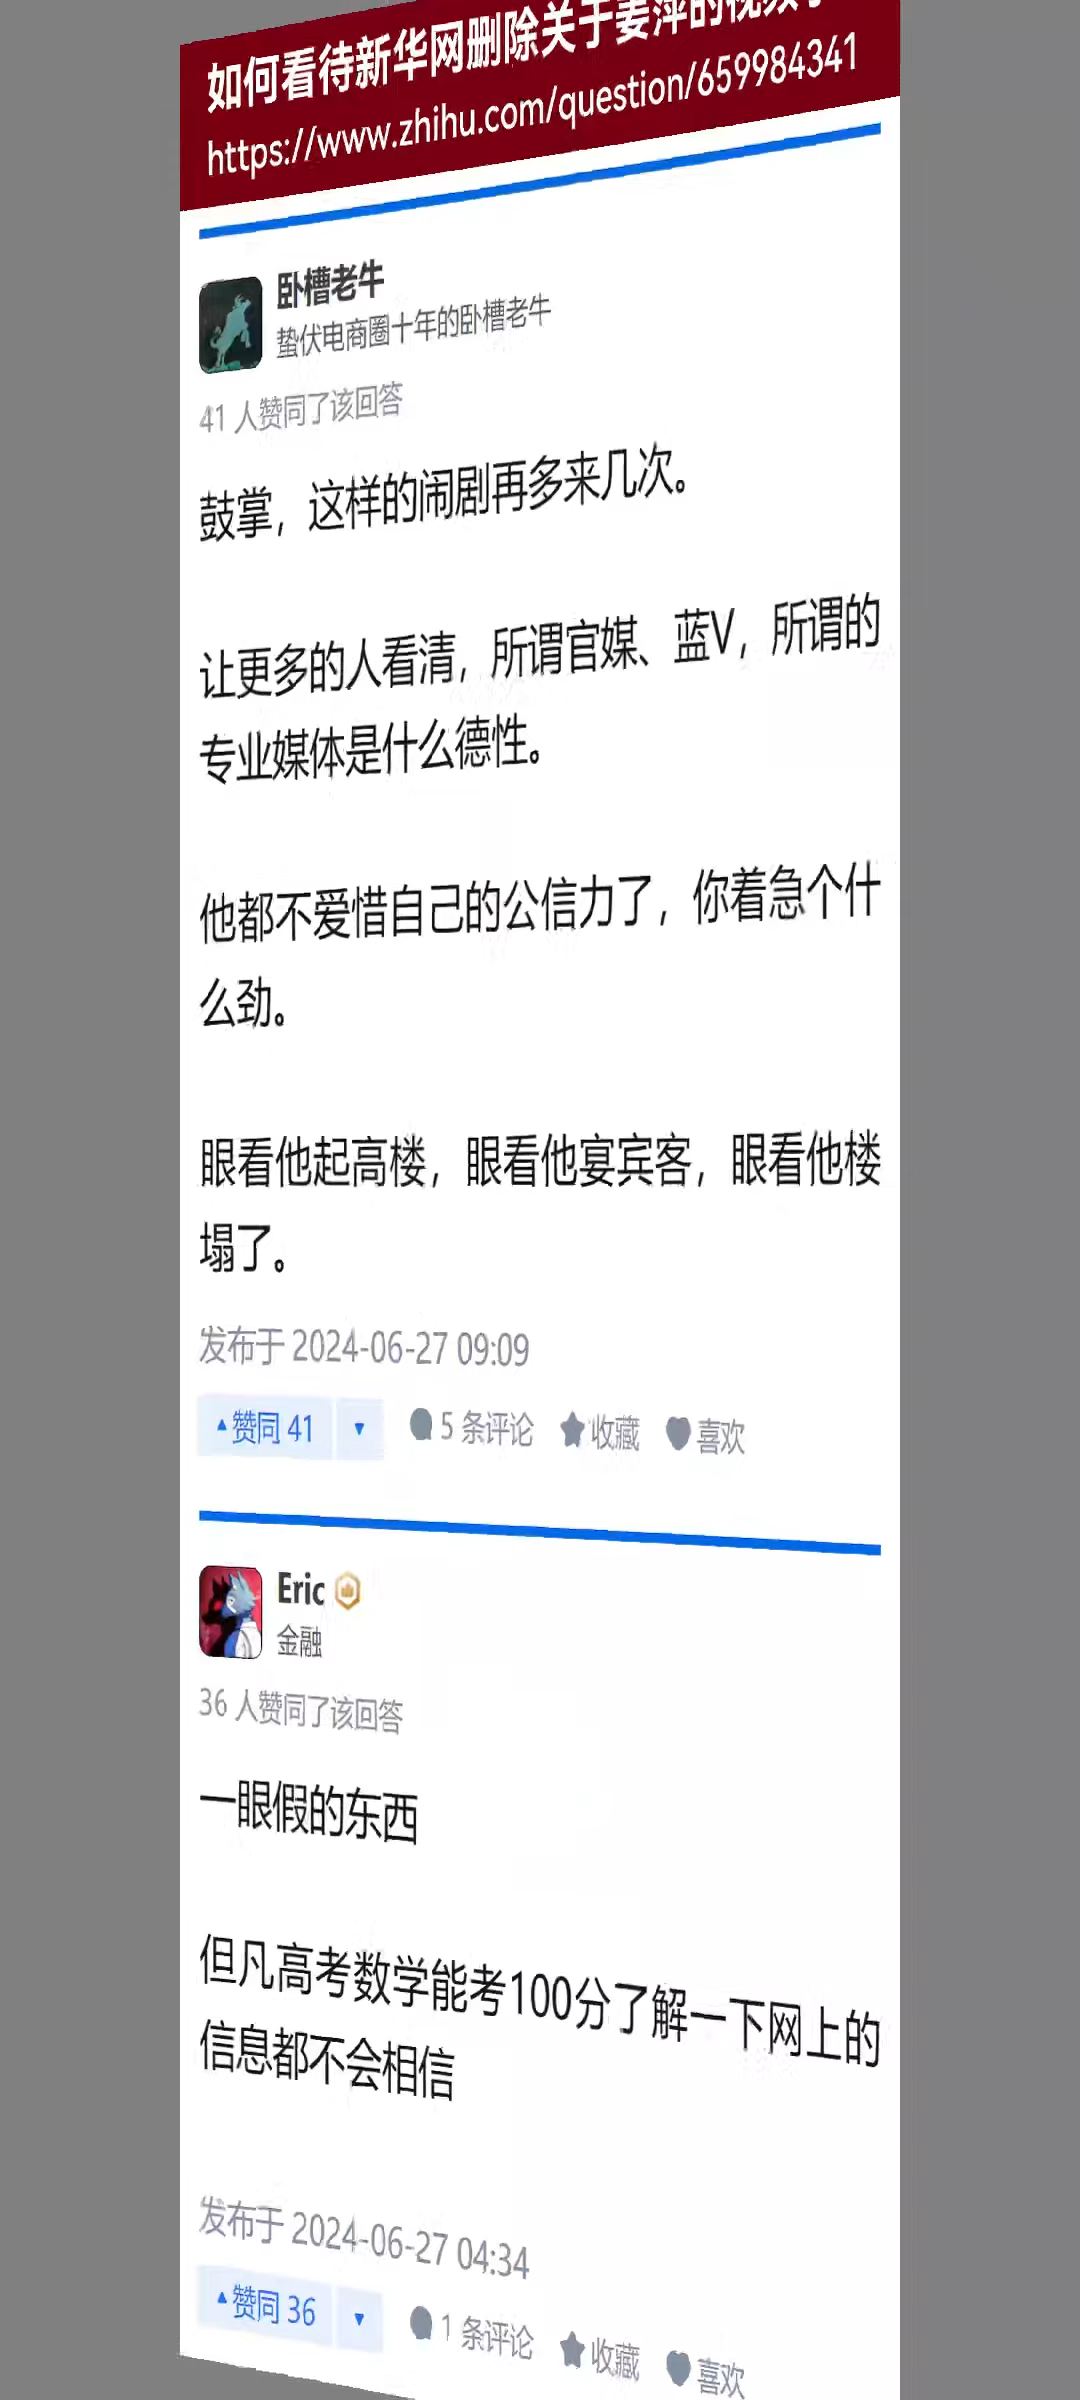 如何看待新华网删除关于姜萍的视频
https://www.zhihu.com/question/659984341
卧槽老牛
蛰伏电商圈十年的卧槽老牛
41 人赞同了该回答
鼓掌，这样的闹剧再多来几次。
让更多的人看清，所谓官媒、蓝V，所谓的
专业媒体是什么德性。
他都不爱惜自己的公信力了，你着急个什
么劲。
眼看他起高楼，眼看他宴宾客，眼看他楼
塌了。
发布于 2024-06-27 09:09
赞同 41
5 条评论
收藏
喜欢
Eric
金融
36 人赞同了该回答
一眼假的东西
但凡高考数学能考100分了解一下网上的
信息都不会相信
发布于 2024-06-27 04:34
赞同 36
1 条评论
收藏
喜欢